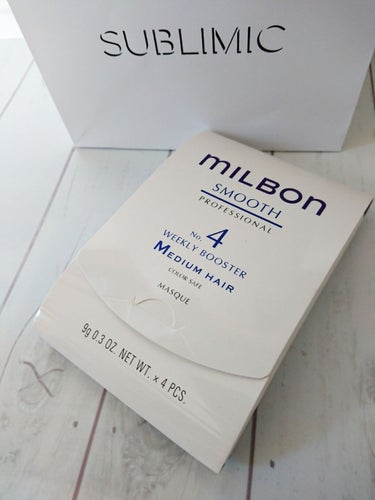 SUBLIMIC
MILBON
SMOOTH
PROFESSIONAL
No. 4
WEEKLY BOOSTER
MEDIUM HAIR
COLOR SAFE
MASQUE
9g 0.3 OZ. NET WT. x 4 PCS.